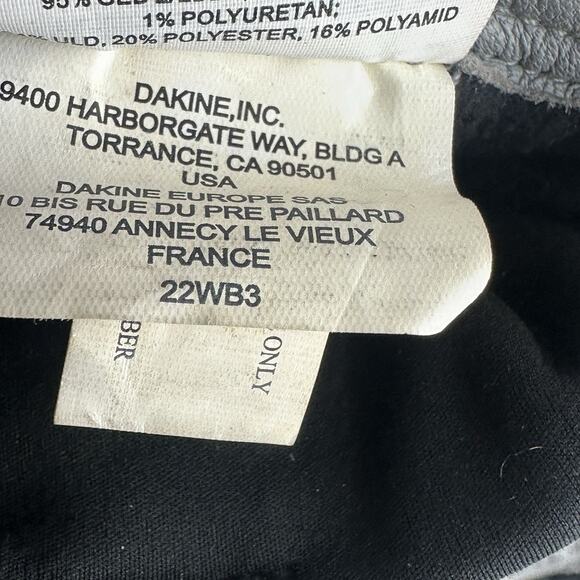 1% POLYURETAN;
ULD, 20% POLYESTER, 16% POLYAMID
DAKINE,INC.
9400 HARBORGATE WAY, BLDG A
TORRANCE, CA 90501
USA
DAKINE EUROPE SAS
10 BIS RUE DU PRE PAILLARD
74940 ANNECY LE VIEUX
FRANCE
22WB3
BER
ONLY